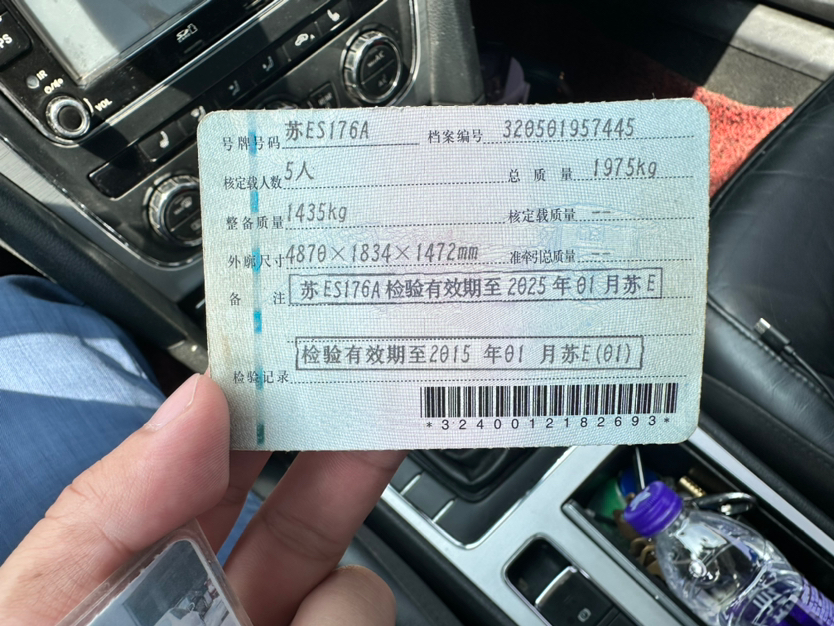 IR
VOL
号牌号码 苏ES176A 档案编号 320501957445
核定载人数 5人 总 质 量 1975kg
整备质量 1435kg 核定载质量 --
外廓尺寸 4870×1834×1472mm 准牵引总质量 --
备 注 苏ES176A检验有效期至2025年01月苏E
检验有效期至2015 年01 月苏E(01)
检验记录
*3240012182693*